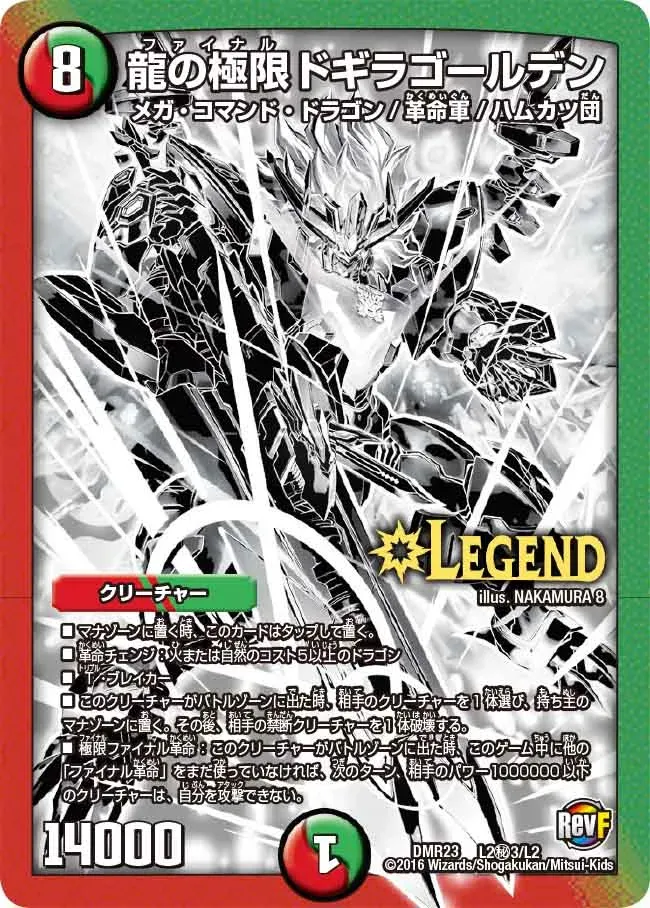 ファイナル
8 龍の極限ドギラゴールデン
かくめいぐん だん
メガ・コマンド・ドラゴン / 革命軍 / ハムカツ団
LEGEND
illus. NAKAMURA 8
クリーチャー
■ マナゾーンに置く時、このカードはタップして置く。
■ 革命チェンジ:火または自然のコスト5以上のドラゴン
■ T・ブレイカー
■ このクリーチャーがバトルゾーンに出た時、相手のクリーチャーを1体選び、持ち主の
マナゾーンに置く。その後、相手の禁断クリーチャーを1体破壊する。
■ 極限ファイナル革命:このクリーチャーがバトルゾーンに出た時、このゲーム中に他の
「ファイナル革命」をまだ使っていなければ、次のターン、相手のパワー1000000以下
のクリーチャーは、自分を攻撃できない。
RevF
14000
1
DMR23 L2㊙3/L2
©2016 Wizards/Shogakukan/Mitsui-Kids